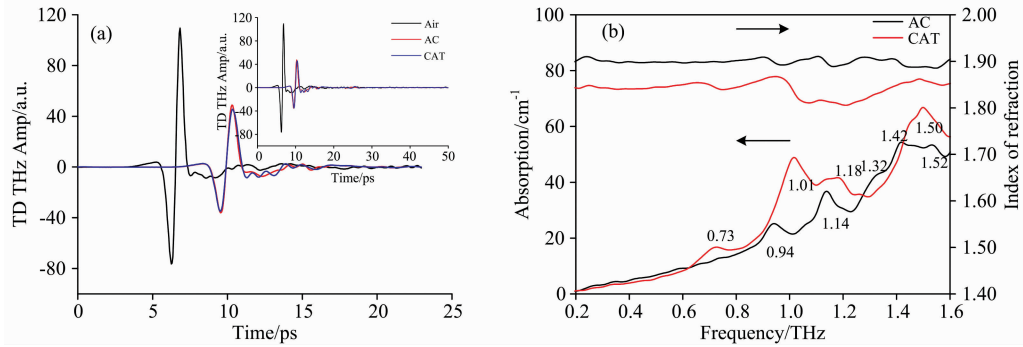 (a)
TD THz Amp/a.u.
120
80
40
0
-40
-80
0 5 10 15 20 25
Time/ps
TD THz Amp/a.u.
120
80
40
0
-40
-80
-120
0 10 20 30 40 50
Time/ps
Air
AC
CAT
(b)
Absorption/cm-1
100
80
60
40
20
0
0.2 0.4 0.6 0.8 1.0 1.2 1.4 1.6
Frequency/THz
Index of refraction
2.00
1.90
1.80
1.70
1.60
1.50
1.40
AC
CAT
0.73
0.94
1.01
1.14
1.18
1.32
1.42
1.50
1.52